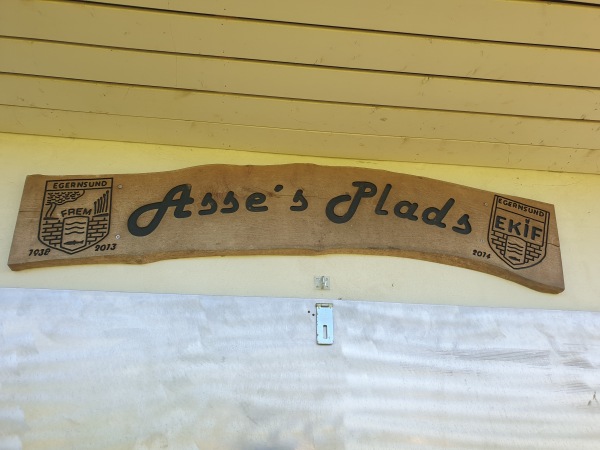 EGERNSUND
FREM
1938 2013
Asse's Plads
EGERNSUND
EKIF
2014